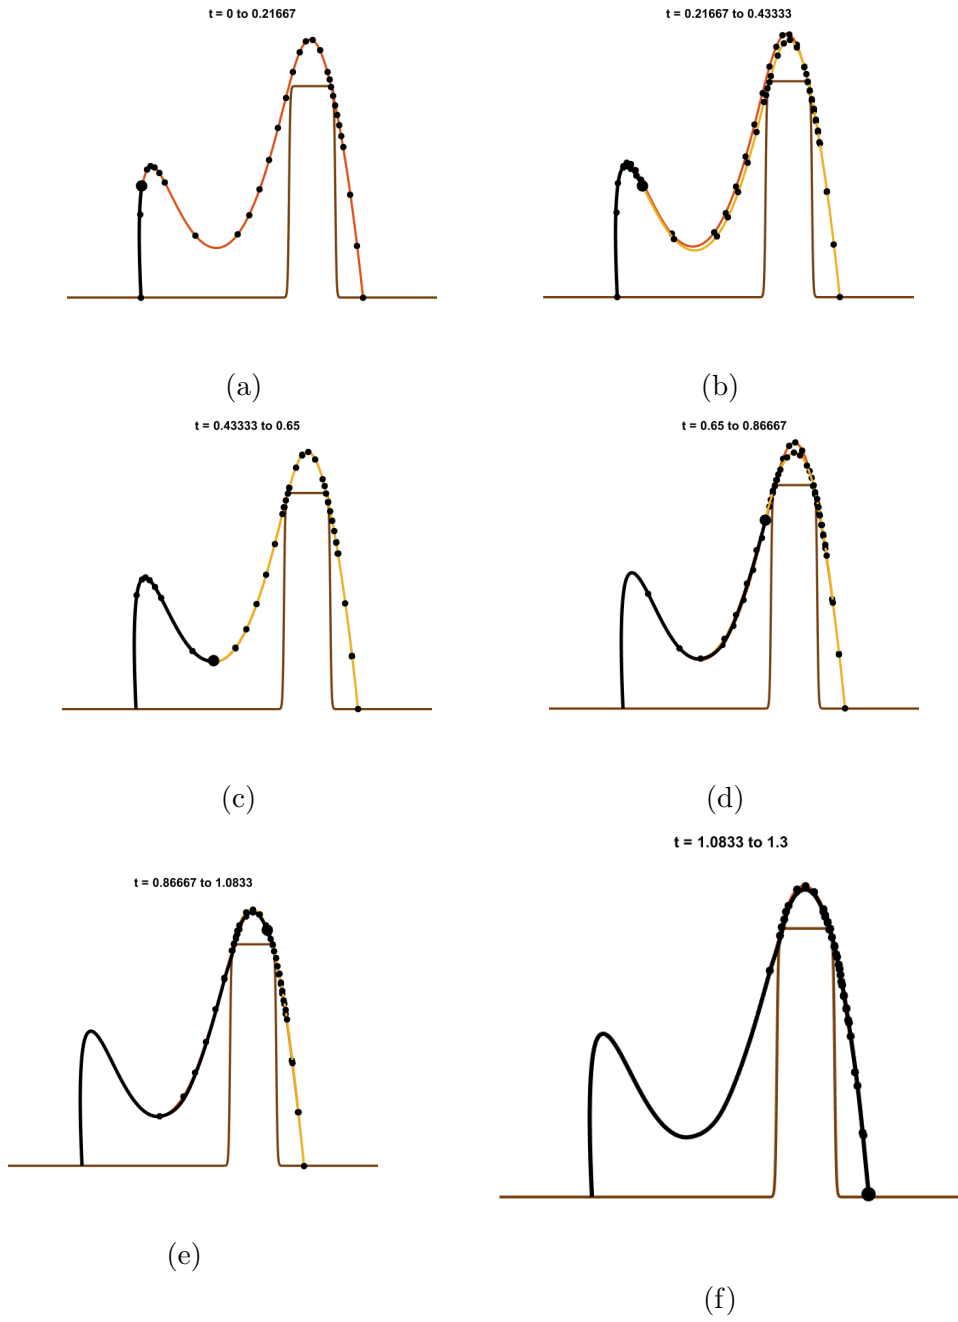 t = 0 to 0.21667
t = 0.21667 to 0.43333
(a)
(b)
t = 0.43333 to 0.65
t = 0.65 to 0.86667
(c)
(d)
t = 0.86667 to 1.0833
t = 1.0833 to 1.3
(e)
(f)